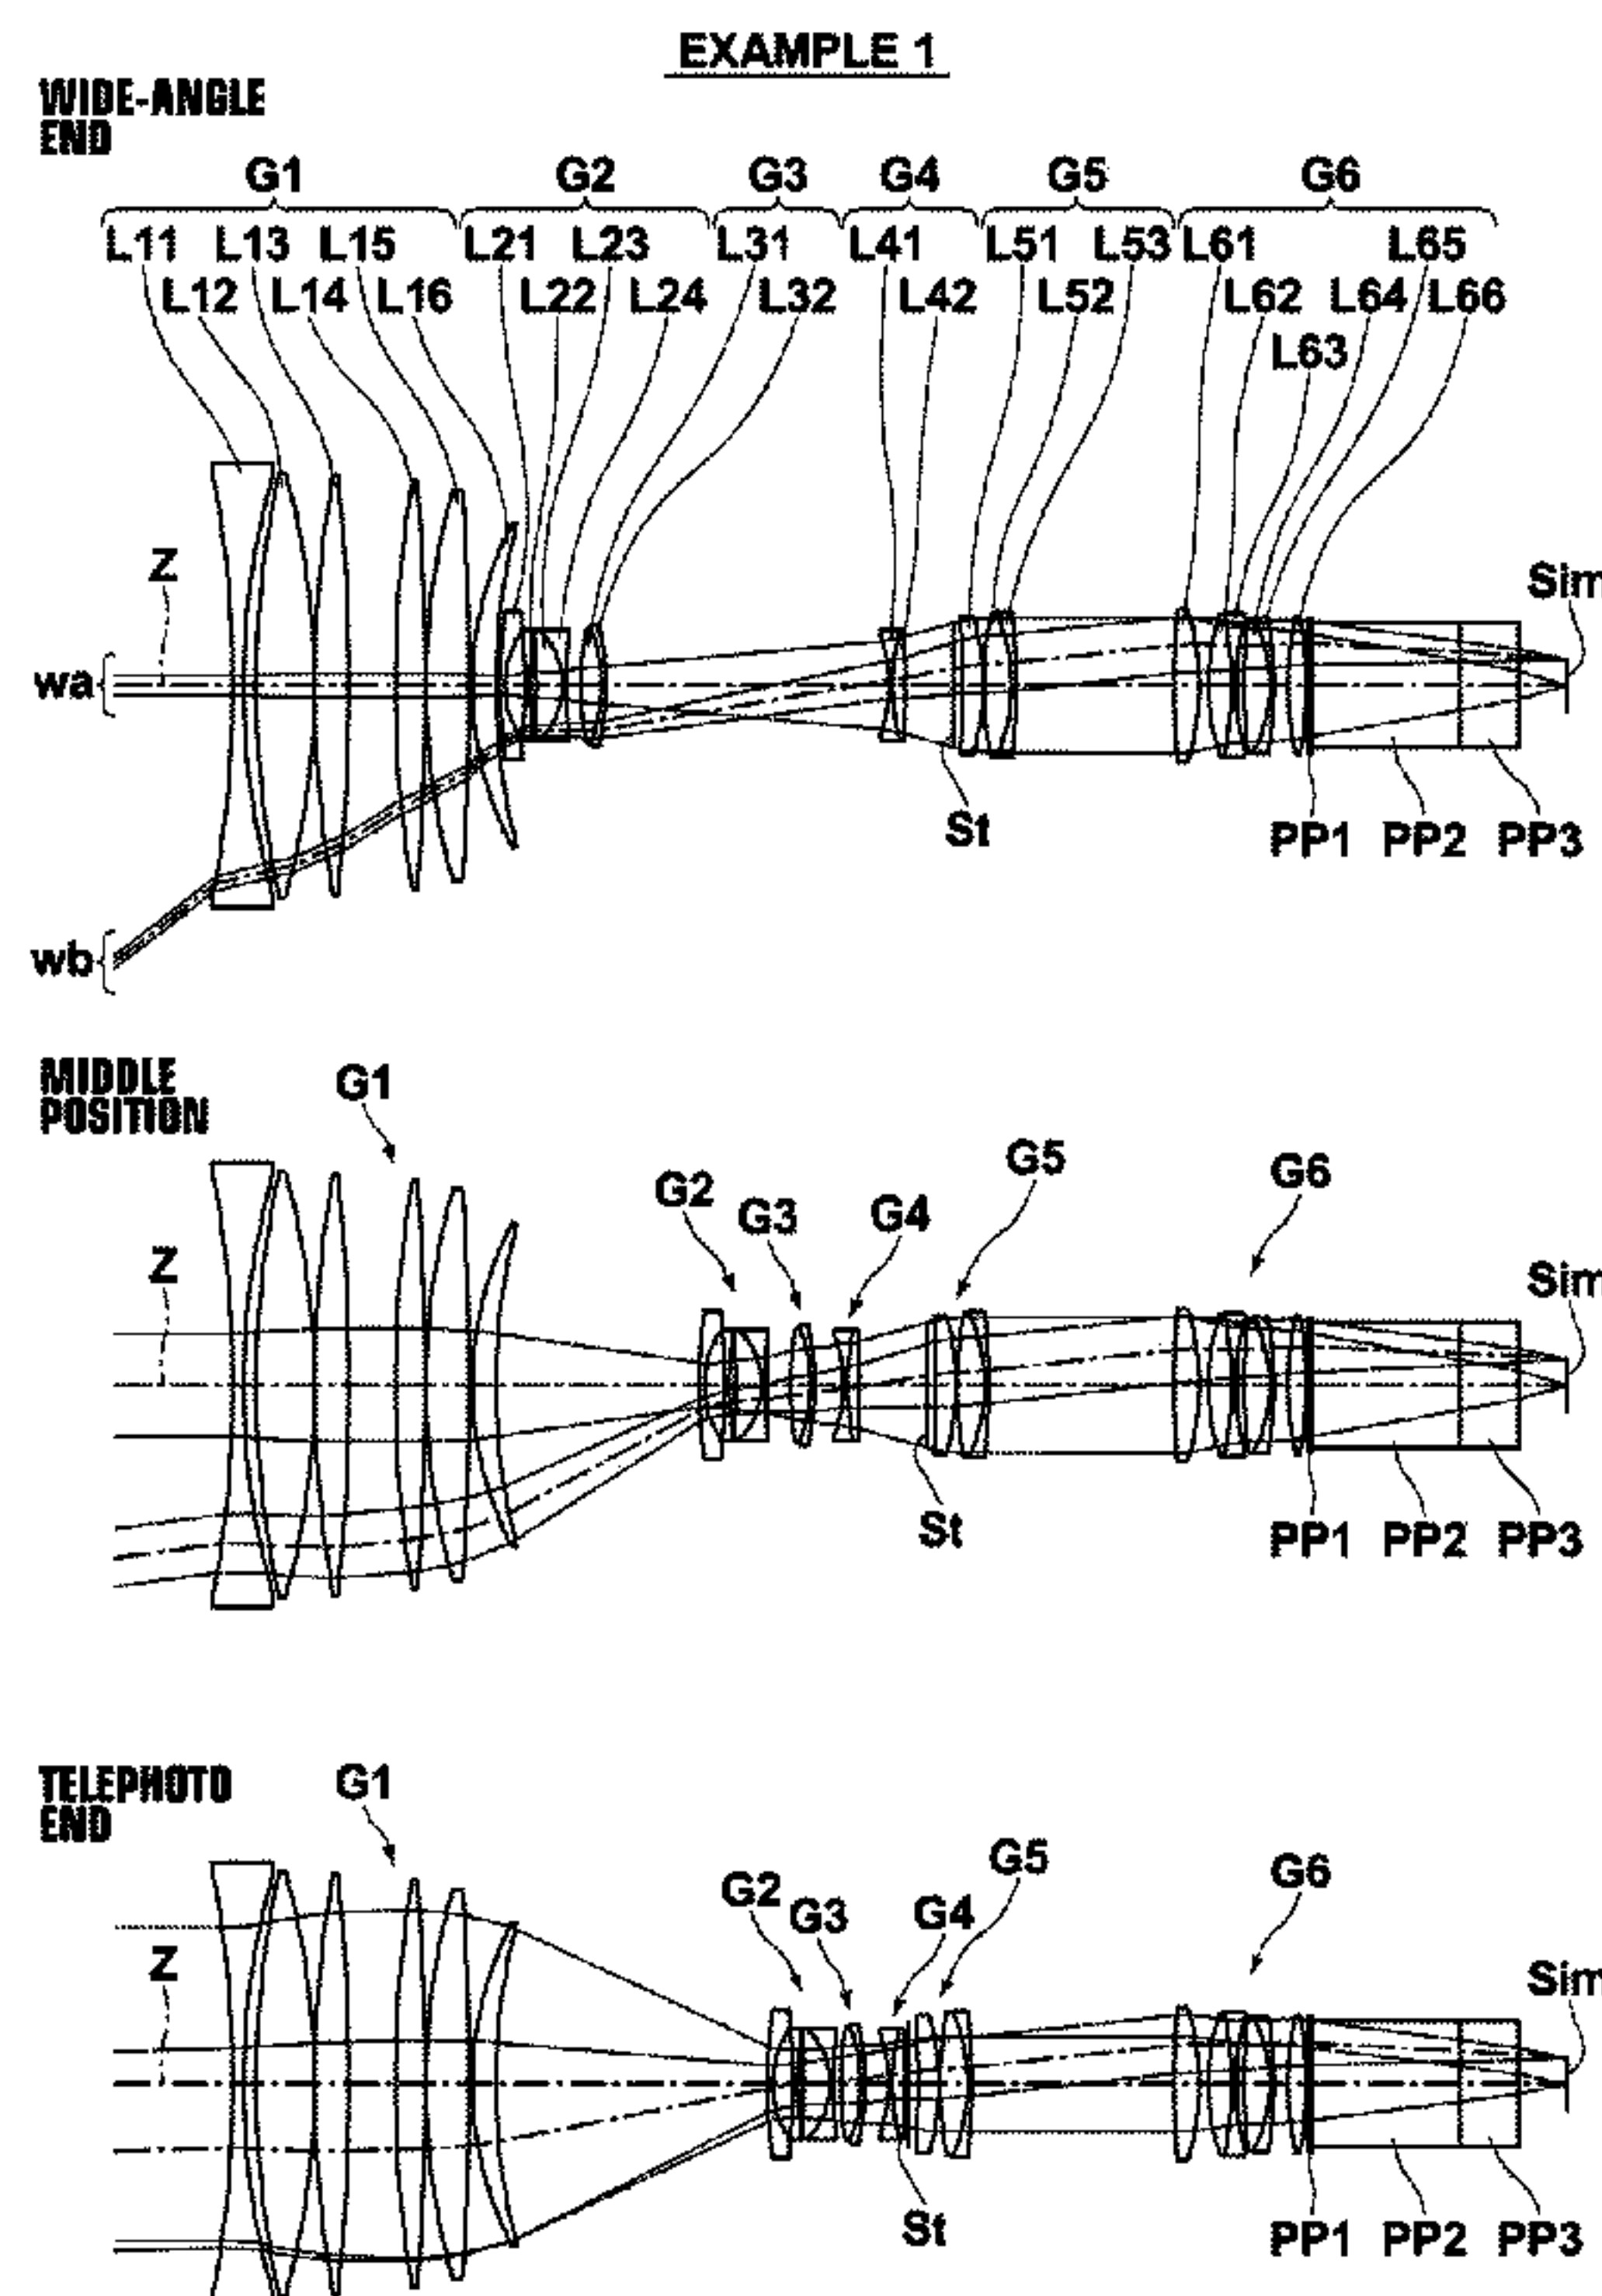 EXAMPLE 1
WIDE-ANGLE
END
G1 G2 G3 G4 G5 G6
L11 L13 L15 L21 L23 L31 L41 L51 L53 L61 L65
L12 L14 L16 L22 L24 L32 L42 L52 L62 L64 L66
L63
Z
Sim
wa
St
PP1 PP2 PP3
wb
MIDDLE
POSITION
G1
G5
G2 G3 G4 G6
Z
Sim
St
PP1 PP2 PP3
TELEPHOTO
END
G1
G5
G2 G3 G4 G6
Z
Sim
St
PP1 PP2 PP3